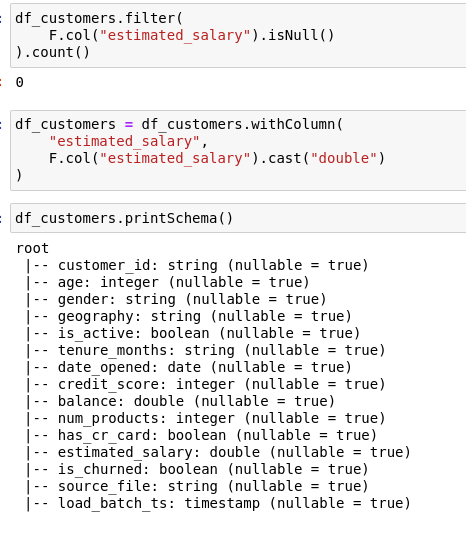 df_customers.filter(
    F.col("estimated_salary").isNull()
).count()
0
df_customers = df_customers.withColumn(
    "estimated_salary",
    F.col("estimated_salary").cast("double")
)
df_customers.printSchema()
root
 |-- customer_id: string (nullable = true)
 |-- age: integer (nullable = true)
 |-- gender: string (nullable = true)
 |-- geography: string (nullable = true)
 |-- is_active: boolean (nullable = true)
 |-- tenure_months: string (nullable = true)
 |-- date_opened: date (nullable = true)
 |-- credit_score: integer (nullable = true)
 |-- balance: double (nullable = true)
 |-- num_products: integer (nullable = true)
 |-- has_cr_card: boolean (nullable = true)
 |-- estimated_salary: double (nullable = true)
 |-- is_churned: boolean (nullable = true)
 |-- source_file: string (nullable = true)
 |-- load_batch_ts: timestamp (nullable = true)